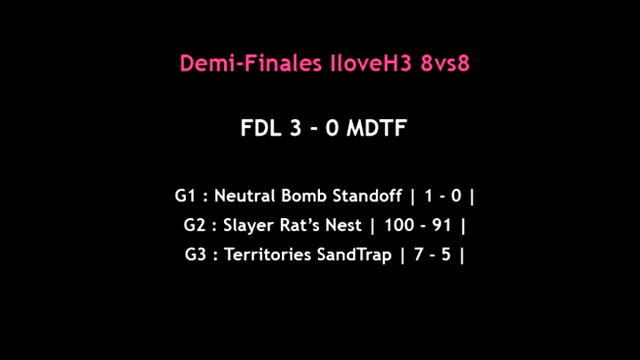 Demi-Finales IloveH3 8vs8
FDL 3 - 0 MDTF
G1 : Neutral Bomb Standoff | 1 - 0 |
G2 : Slayer Rat's Nest | 100 - 91 |
G3 : Territories SandTrap | 7 - 5 |